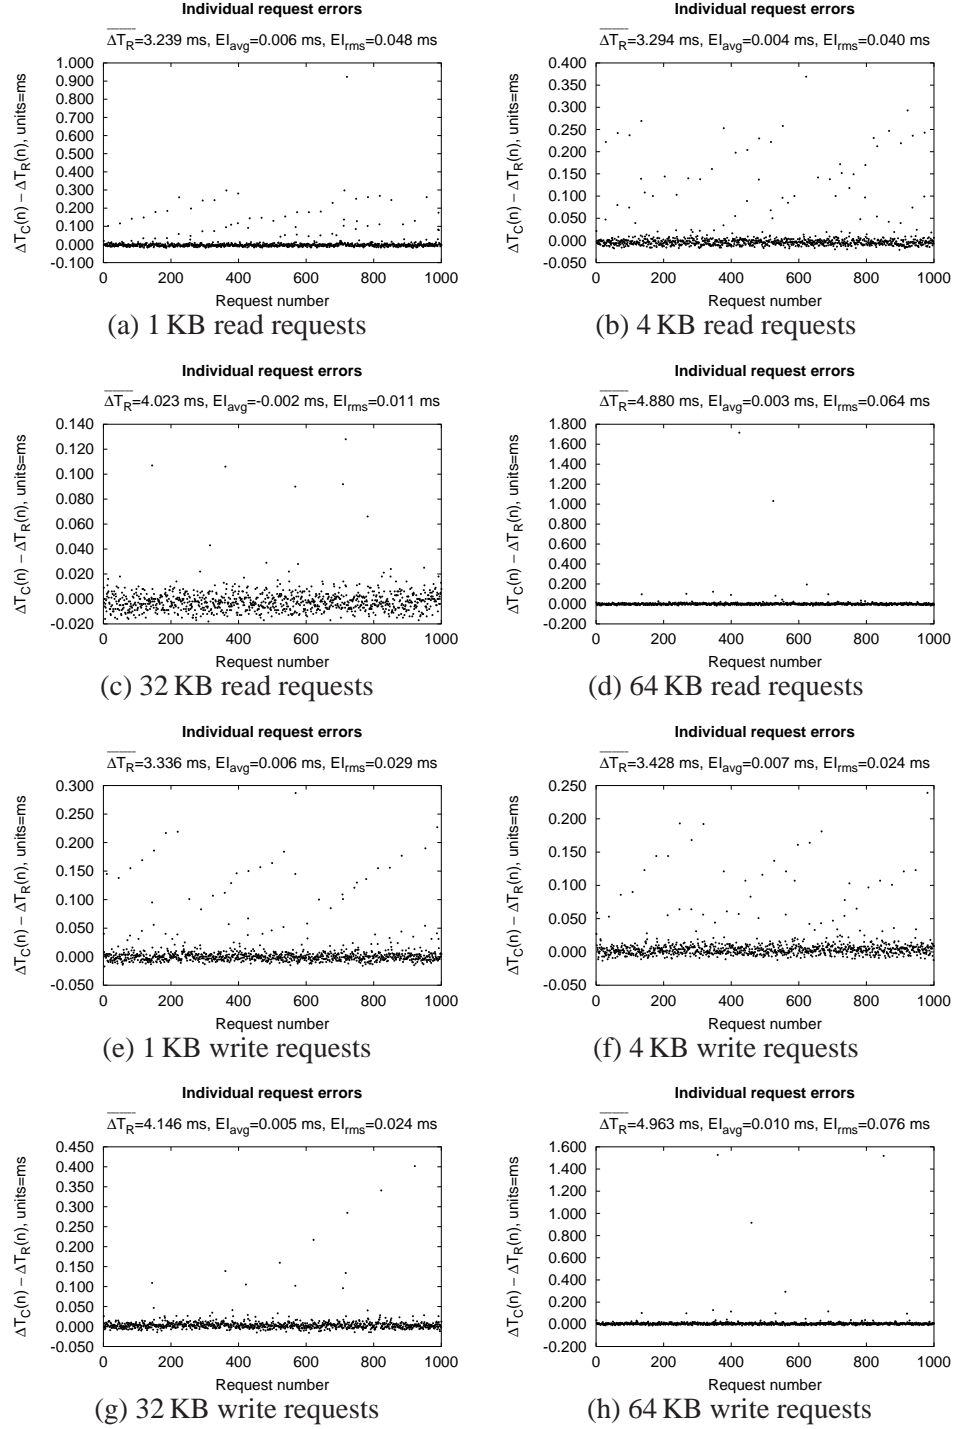 Individual request errors
ΔT_R=3.239 ms, EI_avg=0.006 ms, EI_rms=0.048 ms
ΔT_C(n) − ΔT_R(n), units=ms
1.000
0.900
0.800
0.700
0.600
0.500
0.400
0.300
0.200
0.100
0.000
-0.100
0 200 400 600 800 1000
Request number
(a) 1 KB read requests
Individual request errors
ΔT_R=3.294 ms, EI_avg=0.004 ms, EI_rms=0.040 ms
ΔT_C(n) − ΔT_R(n), units=ms
0.400
0.350
0.300
0.250
0.200
0.150
0.100
0.050
0.000
-0.050
0 200 400 600 800 1000
Request number
(b) 4 KB read requests
Individual request errors
ΔT_R=4.023 ms, EI_avg=-0.002 ms, EI_rms=0.011 ms
ΔT_C(n) − ΔT_R(n), units=ms
0.140
0.120
0.100
0.080
0.060
0.040
0.020
0.000
-0.020
0 200 400 600 800 1000
Request number
(c) 32 KB read requests
Individual request errors
ΔT_R=4.880 ms, EI_avg=0.003 ms, EI_rms=0.064 ms
ΔT_C(n) − ΔT_R(n), units=ms
1.800
1.600
1.400
1.200
1.000
0.800
0.600
0.400
0.200
0.000
-0.200
0 200 400 600 800 1000
Request number
(d) 64 KB read requests
Individual request errors
ΔT_R=3.336 ms, EI_avg=0.006 ms, EI_rms=0.029 ms
ΔT_C(n) − ΔT_R(n), units=ms
0.300
0.250
0.200
0.150
0.100
0.050
0.000
-0.050
0 200 400 600 800 1000
Request number
(e) 1 KB write requests
Individual request errors
ΔT_R=3.428 ms, EI_avg=0.007 ms, EI_rms=0.024 ms
ΔT_C(n) − ΔT_R(n), units=ms
0.250
0.200
0.150
0.100
0.050
0.000
-0.050
0 200 400 600 800 1000
Request number
(f) 4 KB write requests
Individual request errors
ΔT_R=4.146 ms, EI_avg=0.005 ms, EI_rms=0.024 ms
ΔT_C(n) − ΔT_R(n), units=ms
0.450
0.400
0.350
0.300
0.250
0.200
0.150
0.100
0.050
0.000
-0.050
0 200 400 600 800 1000
Request number
(g) 32 KB write requests
Individual request errors
ΔT_R=4.963 ms, EI_avg=0.010 ms, EI_rms=0.076 ms
ΔT_C(n) − ΔT_R(n), units=ms
1.600
1.400
1.200
1.000
0.800
0.600
0.400
0.200
0.000
-0.200
0 200 400 600 800 1000
Request number
(h) 64 KB write requests